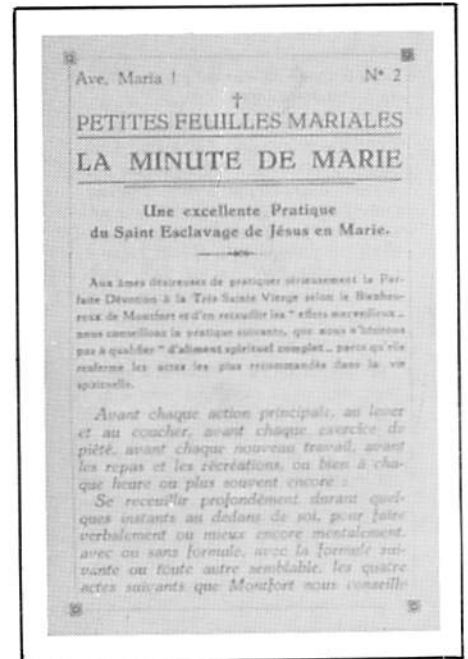 Ave, Maria ! N° 2
PETITES FEUILLES MARIALES
LA MINUTE DE MARIE
Une excellente Pratique
du Saint Esclavage de Jésus en Marie.
Aux âmes désireuses de pratiquer sérieusement la Par-
faite Dévotion à la Très Sainte Vierge selon le Bienheu-
reux de Montfort et d'en recueillir les " effets merveilleux „
nous conseillons la pratique suivante, que nous n'hésitons
pas à qualifier " d'aliment spirituel complet „ parce qu'elle
renferme les actes les plus recommandés dans la vie
spirituelle.
Avant chaque action principale, au lever
et au coucher, avant chaque exercice de
piété, avant chaque nouveau travail, avant
les repas et les récréations, ou bien à cha-
que heure ou plus souvent encore :
Se receuillir profondément durant quel-
ques instants au dedans de soi, pour faire
verbalement ou mieux encore mentalement,
avec ou sans formule, avec la formule sui-
vante ou toute autre semblable, les quatre
actes suivants que Montfort nous conseille